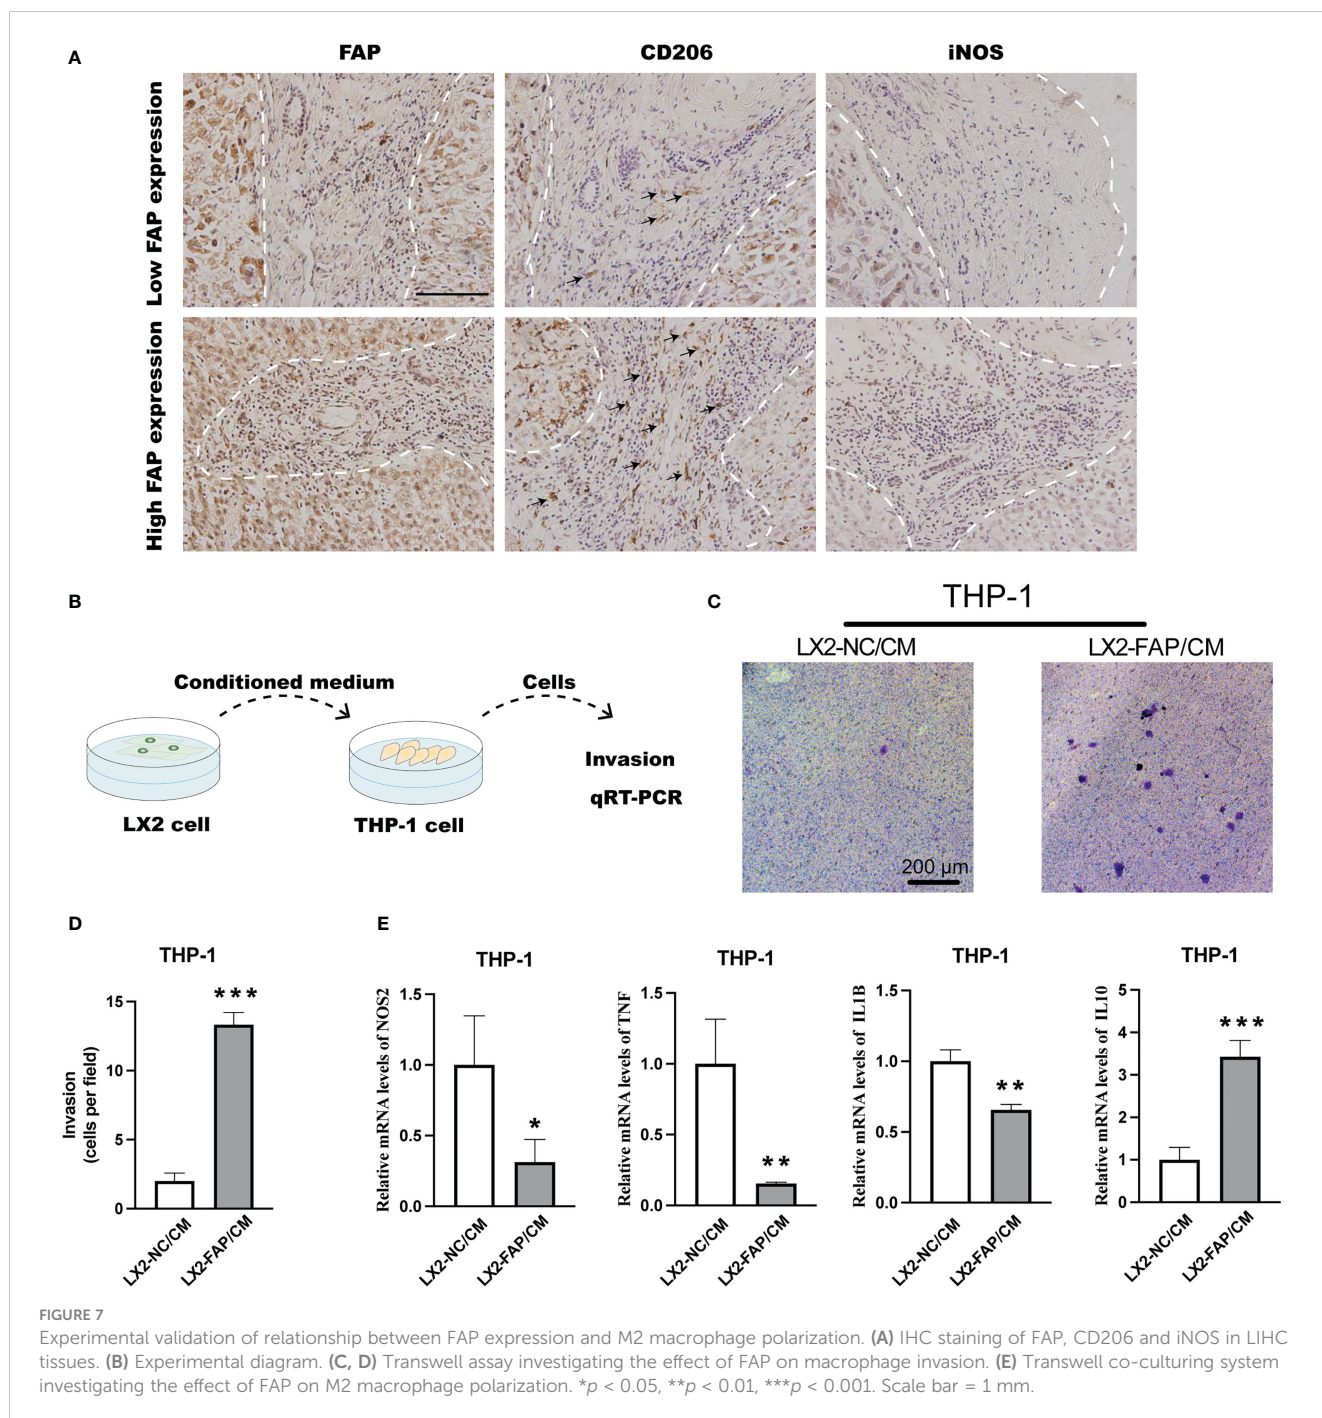 A
FAP
CD206
iNOS
Low FAP expression
High FAP expression
B
Conditioned medium
Cells
Invasion
qRT-PCR
LX2 cell
THP-1 cell
C
THP-1
LX2-NC/CM
LX2-FAP/CM
200 μm
D
THP-1
Invasion
(cells per field)
15
10
5
0
***
LX2-NC/CM
LX2-FAP/CM
E
THP-1
Relative mRNA levels of NOS2
1.5
1.0
0.5
0.0
*
LX2-NC/CM
LX2-FAP/CM
THP-1
Relative mRNA levels of TNF
1.5
1.0
0.5
0.0
**
LX2-NC/CM
LX2-FAP/CM
THP-1
Relative mRNA levels of IL1B
1.5
1.0
0.5
0.0
**
LX2-NC/CM
LX2-FAP/CM
THP-1
Relative mRNA levels of IL10
5
4
3
2
1
0
***
LX2-NC/CM
LX2-FAP/CM
FIGURE 7
Experimental validation of relationship between FAP expression and M2 macrophage polarization. (A) IHC staining of FAP, CD206 and iNOS in LIHC
tissues. (B) Experimental diagram. (C, D) Transwell assay investigating the effect of FAP on macrophage invasion. (E) Transwell co-culturing system
investigating the effect of FAP on M2 macrophage polarization. *p < 0.05, **p < 0.01, ***p < 0.001. Scale bar = 1 mm.